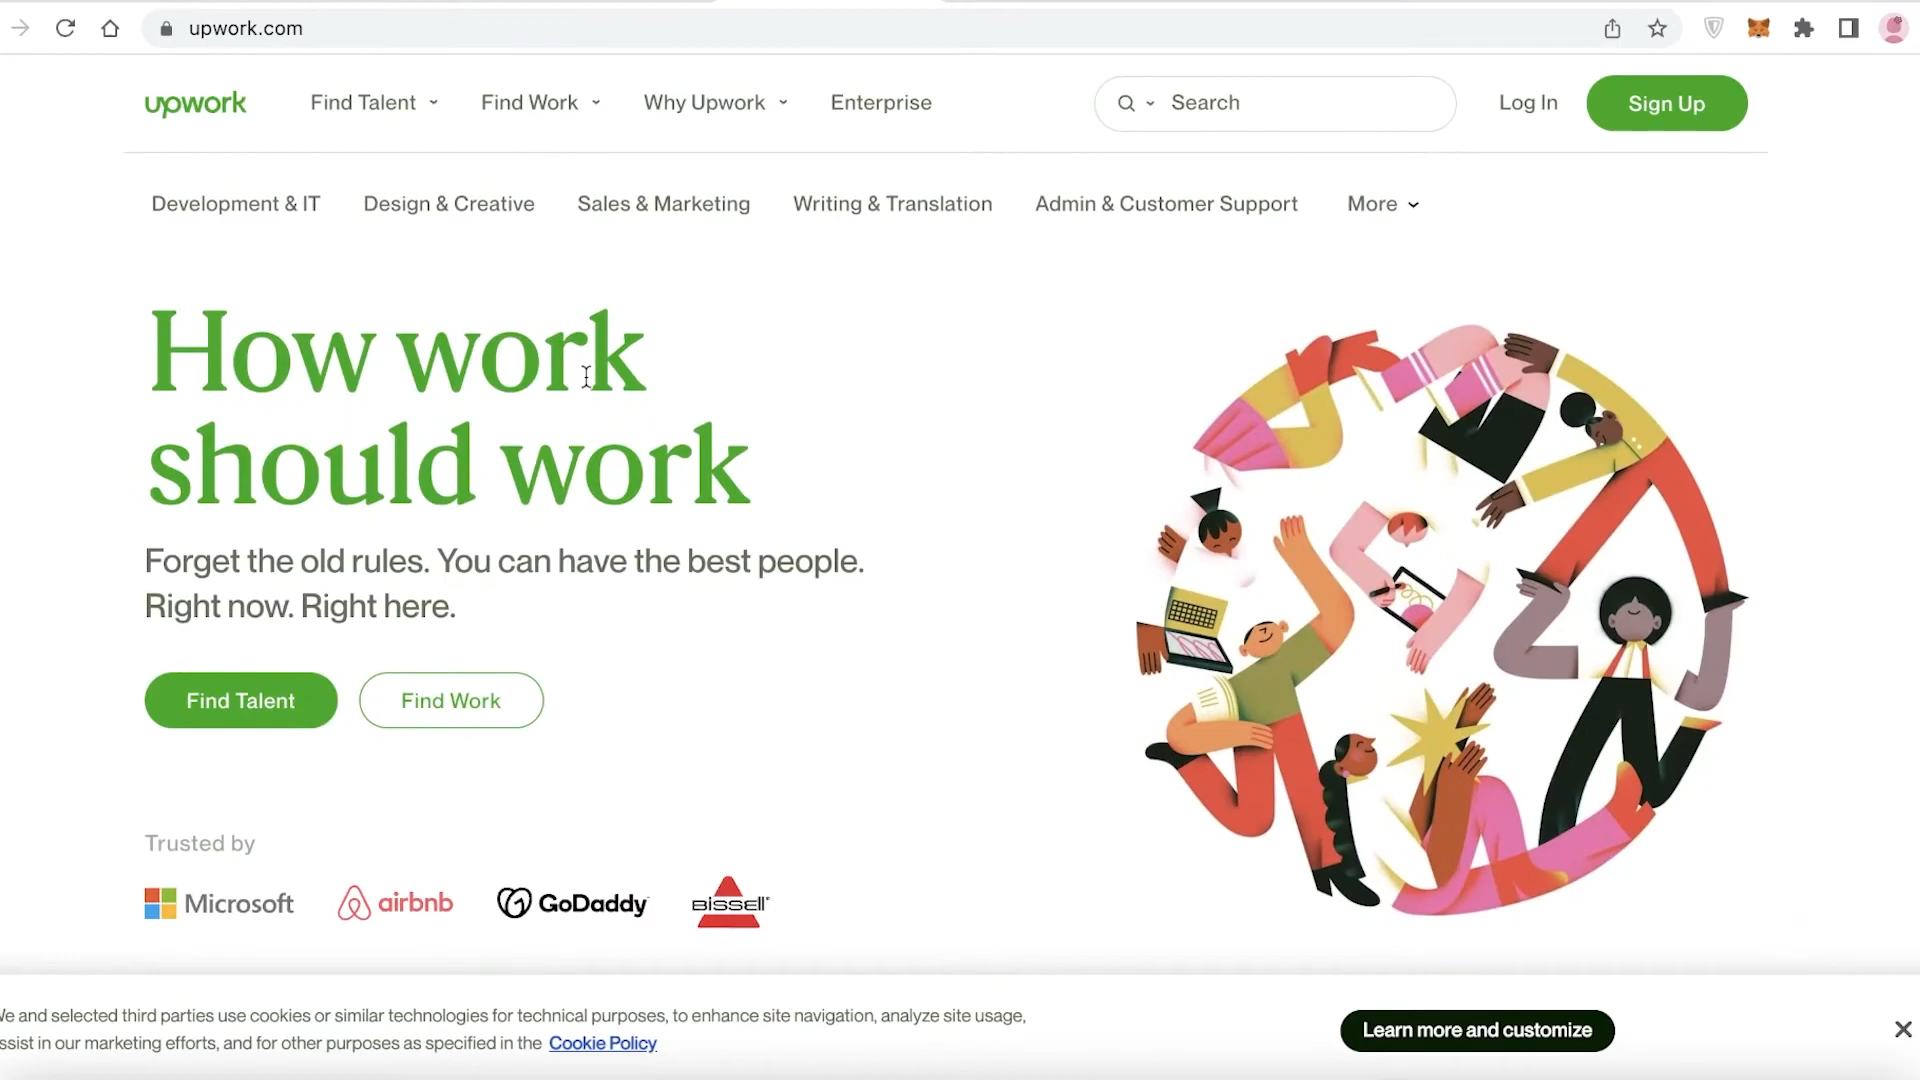 upwork.com
upwork Find Talent Find Work Why Upwork Enterprise Search Log In Sign Up
Development & IT Design & Creative Sales & Marketing Writing & Translation Admin & Customer Support More
How work
should work
Forget the old rules. You can have the best people.
Right now. Right here.
Find Talent Find Work
Trusted by
Microsoft airbnb GoDaddy BISSELL
and selected third parties use cookies or similar technologies for technical purposes, to enhance site navigation, analyze site usage,
in our marketing efforts, and for other purposes as specified in the Cookie Policy
Learn more and customize